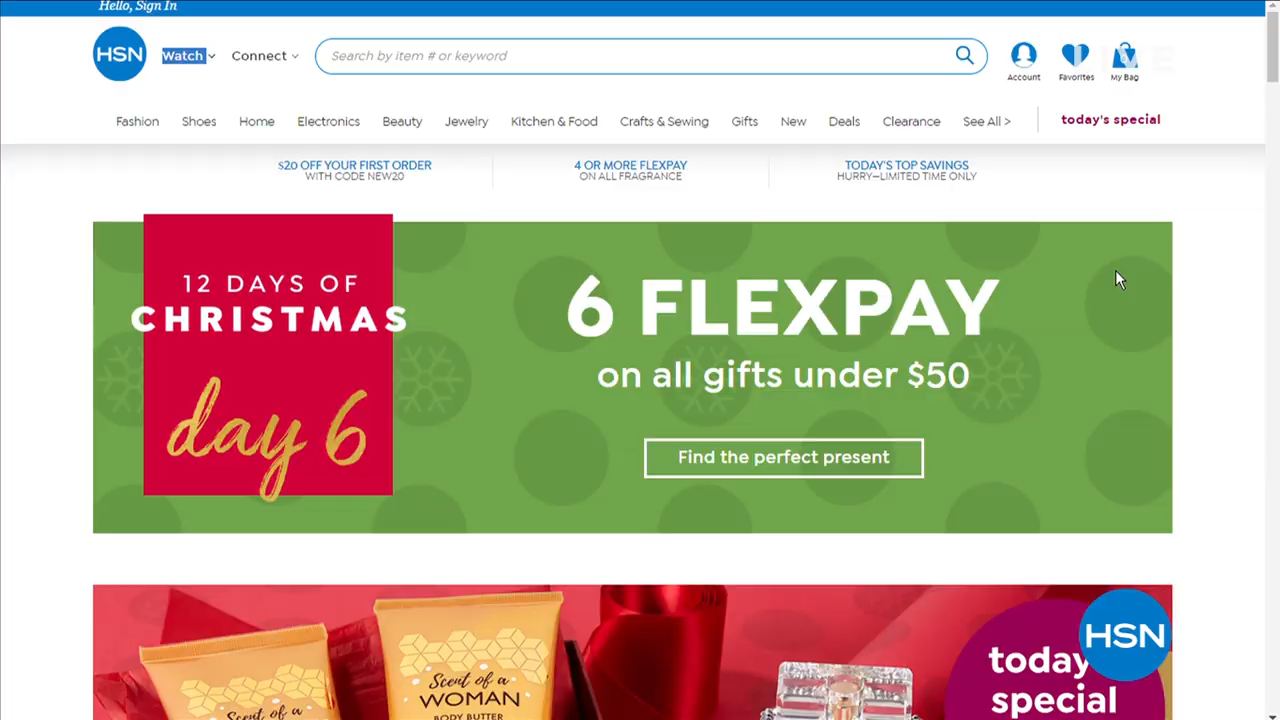 Hello, Sign In
HSN
Watch
Connect
Search by item # or keyword
Account
Favorites
My Bag
Fashion
Shoes
Home
Electronics
Beauty
Jewelry
Kitchen & Food
Crafts & Sewing
Gifts
New
Deals
Clearance
See All >
today's special
$20 OFF YOUR FIRST ORDER
WITH CODE NEW20
4 OR MORE FLEXPAY
ON ALL FRAGRANCE
TODAY'S TOP SAVINGS
HURRY—LIMITED TIME ONLY
12 DAYS OF
CHRISTMAS
day 6
6 FLEXPAY
on all gifts under $50
Find the perfect present
Scent of a
Scent of a
WOMAN
BODY BUTTER
today
special
HSN